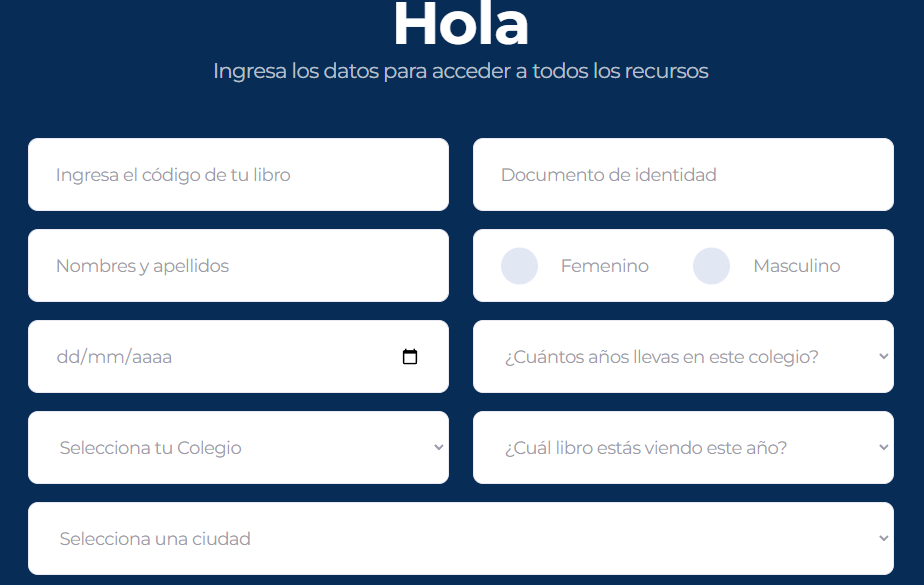 Hola
Ingresa los datos para acceder a todos los recursos
Ingresa el código de tu libro
Documento de identidad
Nombres y apellidos
Femenino
Masculino
dd/mm/aaaa
¿Cuántos años llevas en este colegio?
Selecciona tu Colegio
¿Cuál libro estás viendo este año?
Selecciona una ciudad